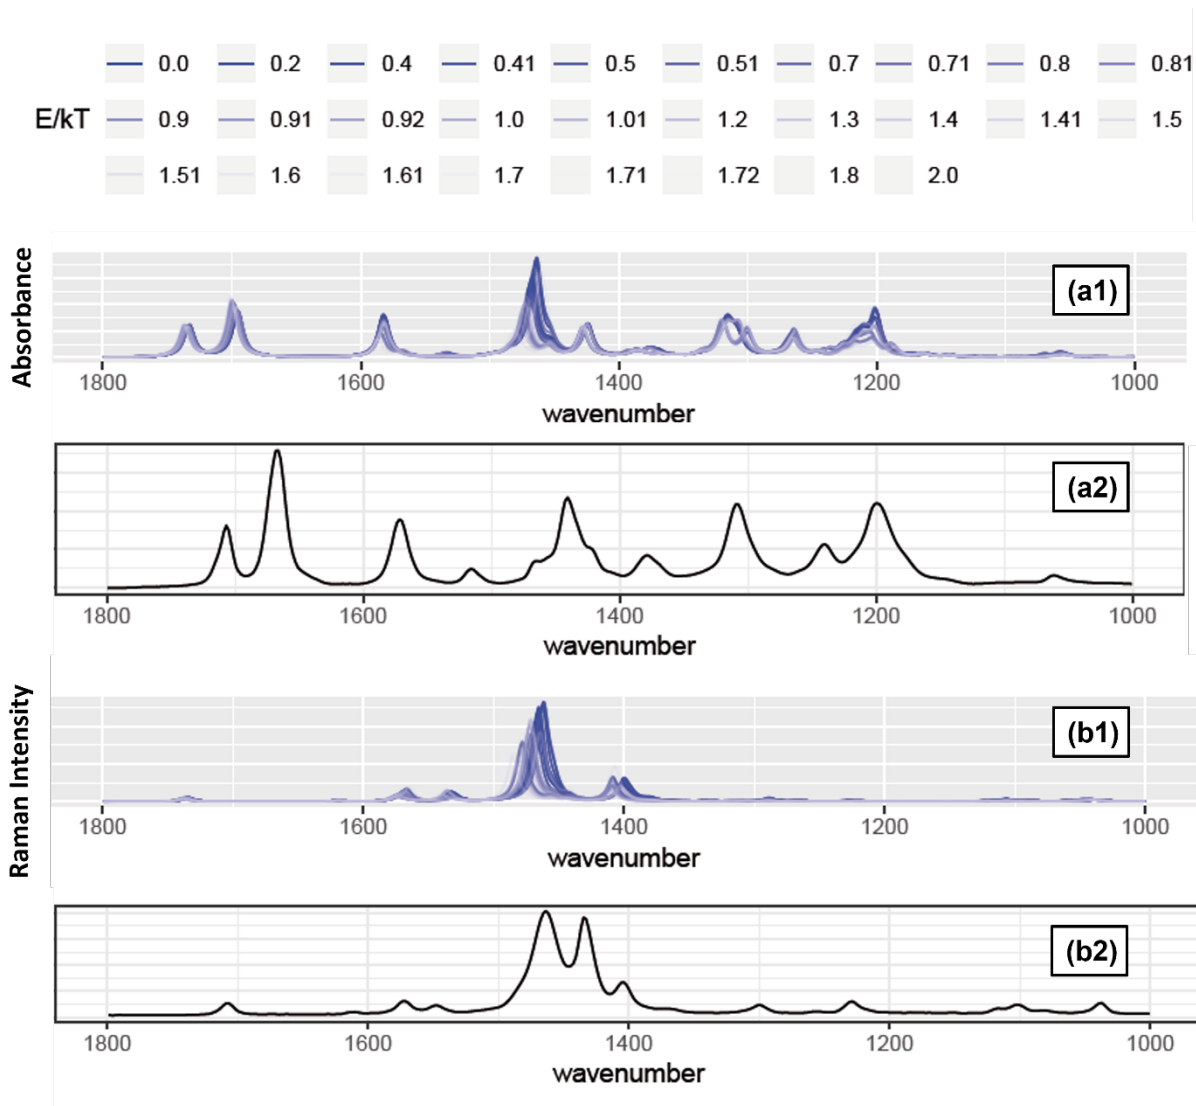 0.0 0.2 0.4 0.41 0.5 0.51 0.7 0.71 0.8 0.81
E/kT 0.9 0.91 0.92 1.0 1.01 1.2 1.3 1.4 1.41 1.5
1.51 1.6 1.61 1.7 1.71 1.72 1.8 2.0
Absorbance
(a1)
1800 1600 1400 1200 1000
wavenumber
(a2)
1800 1600 1400 1200 1000
wavenumber
Raman Intensity
(b1)
1800 1600 1400 1200 1000
wavenumber
(b2)
1800 1600 1400 1200 1000
wavenumber